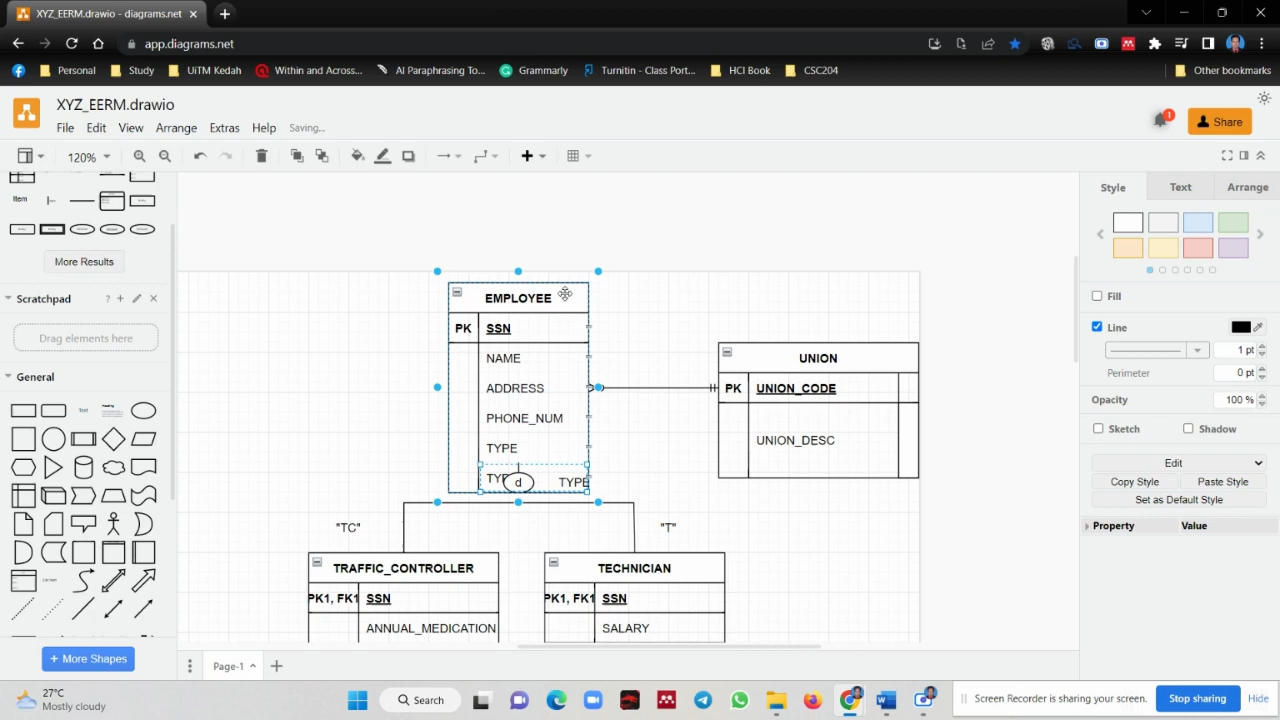 XYZ_EERM.drawio - diagrams.net
app.diagrams.net
Personal
Study
UiTM Kedah
Within and Across...
AI Paraphrasing To...
Grammarly
Turnitin - Class Port...
HCI Book
CSC204
Other bookmarks
XYZ_EERM.drawio
File Edit View Arrange Extras Help Saving...
1
Share
120%
Style Text Arrange
Item
More Results
Scratchpad
?
Drag elements here
General
Text
Heading
More Shapes
EMPLOYEE
PK SSN
NAME
ADDRESS
PHONE_NUM
TYPE
TYP d TYPE
UNION
PK UNION_CODE
UNION_DESC
"TC" "T"
TRAFFIC_CONTROLLER
PK1, FK1 SSN
ANNUAL_MEDICATION
TECHNICIAN
PK1, FK1 SSN
SALARY
Fill
Line
1 pt
Perimeter 0 pt
Opacity 100 %
Sketch Shadow
Edit
Copy Style Paste Style
Set as Default Style
Property Value
Page-1
27°C
Mostly cloudy
Search
Screen Recorder is sharing your screen. Stop sharing Hide